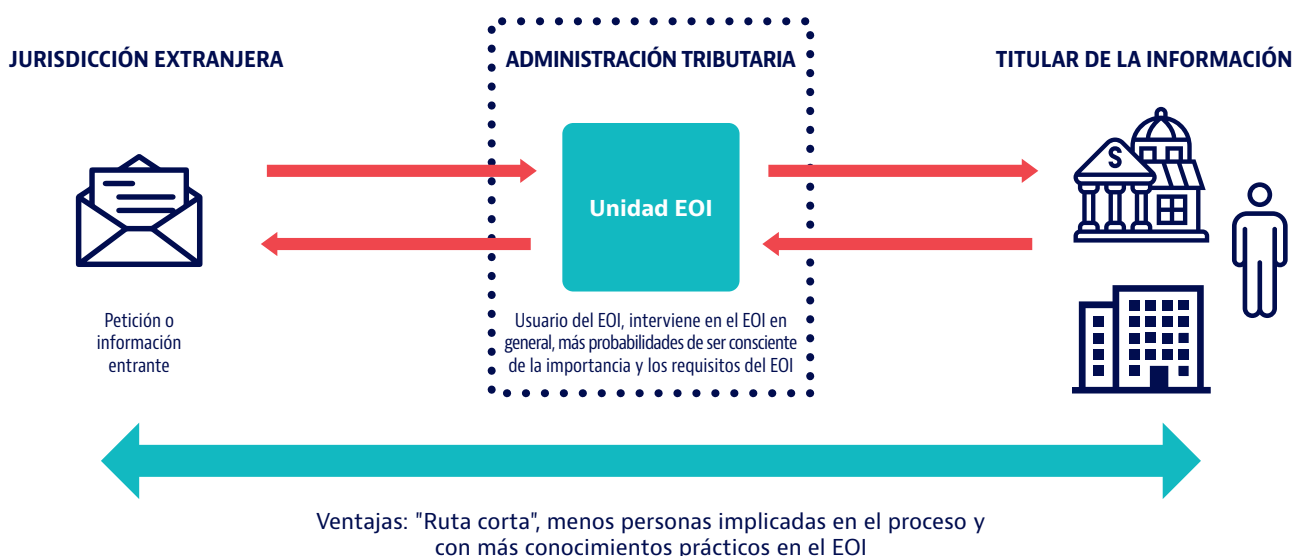 JURISDICCIÓN EXTRANJERA
ADMINISTRACIÓN TRIBUTARIA
TITULAR DE LA INFORMACIÓN
S
Unidad EOI
Petición o
información
entrante
Usuario del EOI, interviene en el EOI en
general, más probabilidades de ser consciente
de la importancia y los requisitos del EOI
Ventajas: "Ruta corta", menos personas implicadas en el proceso y
con más conocimientos prácticos en el EOI